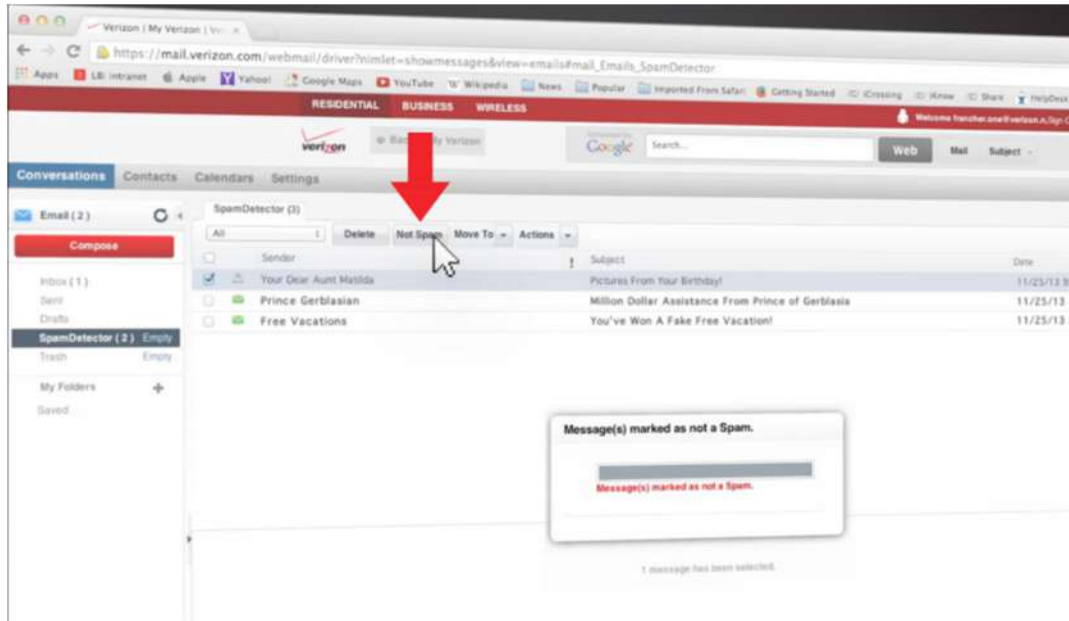 Verizon | My Verizon | Ver
https://mail.verizon.com/webmail/driver?nimlet=showmessages&view=emails#mail_Emails_SpamDetector
Apps LBi intranet Apple Yahoo! Google Maps YouTube Wikipedia News Popular Imported From Safari Getting Started iCrossing iKnow Share HelpDesk
RESIDENTIAL BUSINESS WIRELESS
Welcome Sign
verizon Verizon Google Search... Web Mail Subject
Conversations Contacts Calendars Settings
Email ( 2 ) SpamDetector (3)
Compose All Delete Not Spam Move To Actions
Sender ! Subject Date
Inbox ( 1 ) Your Dear Aunt Matilda Pictures From Your Birthday! 11/25/13
Sent Prince Gerblasian Million Dollar Assistance From Prince of Gerblasia 11/25/13
Drafts Free Vacations You've Won A Fake Free Vacation! 11/25/13
SpamDetector ( 2 ) Empty
Trash Empty
My Folders +
Saved
Message(s) marked as not a Spam.
Message(s) marked as not a Spam.
1 message has been selected.